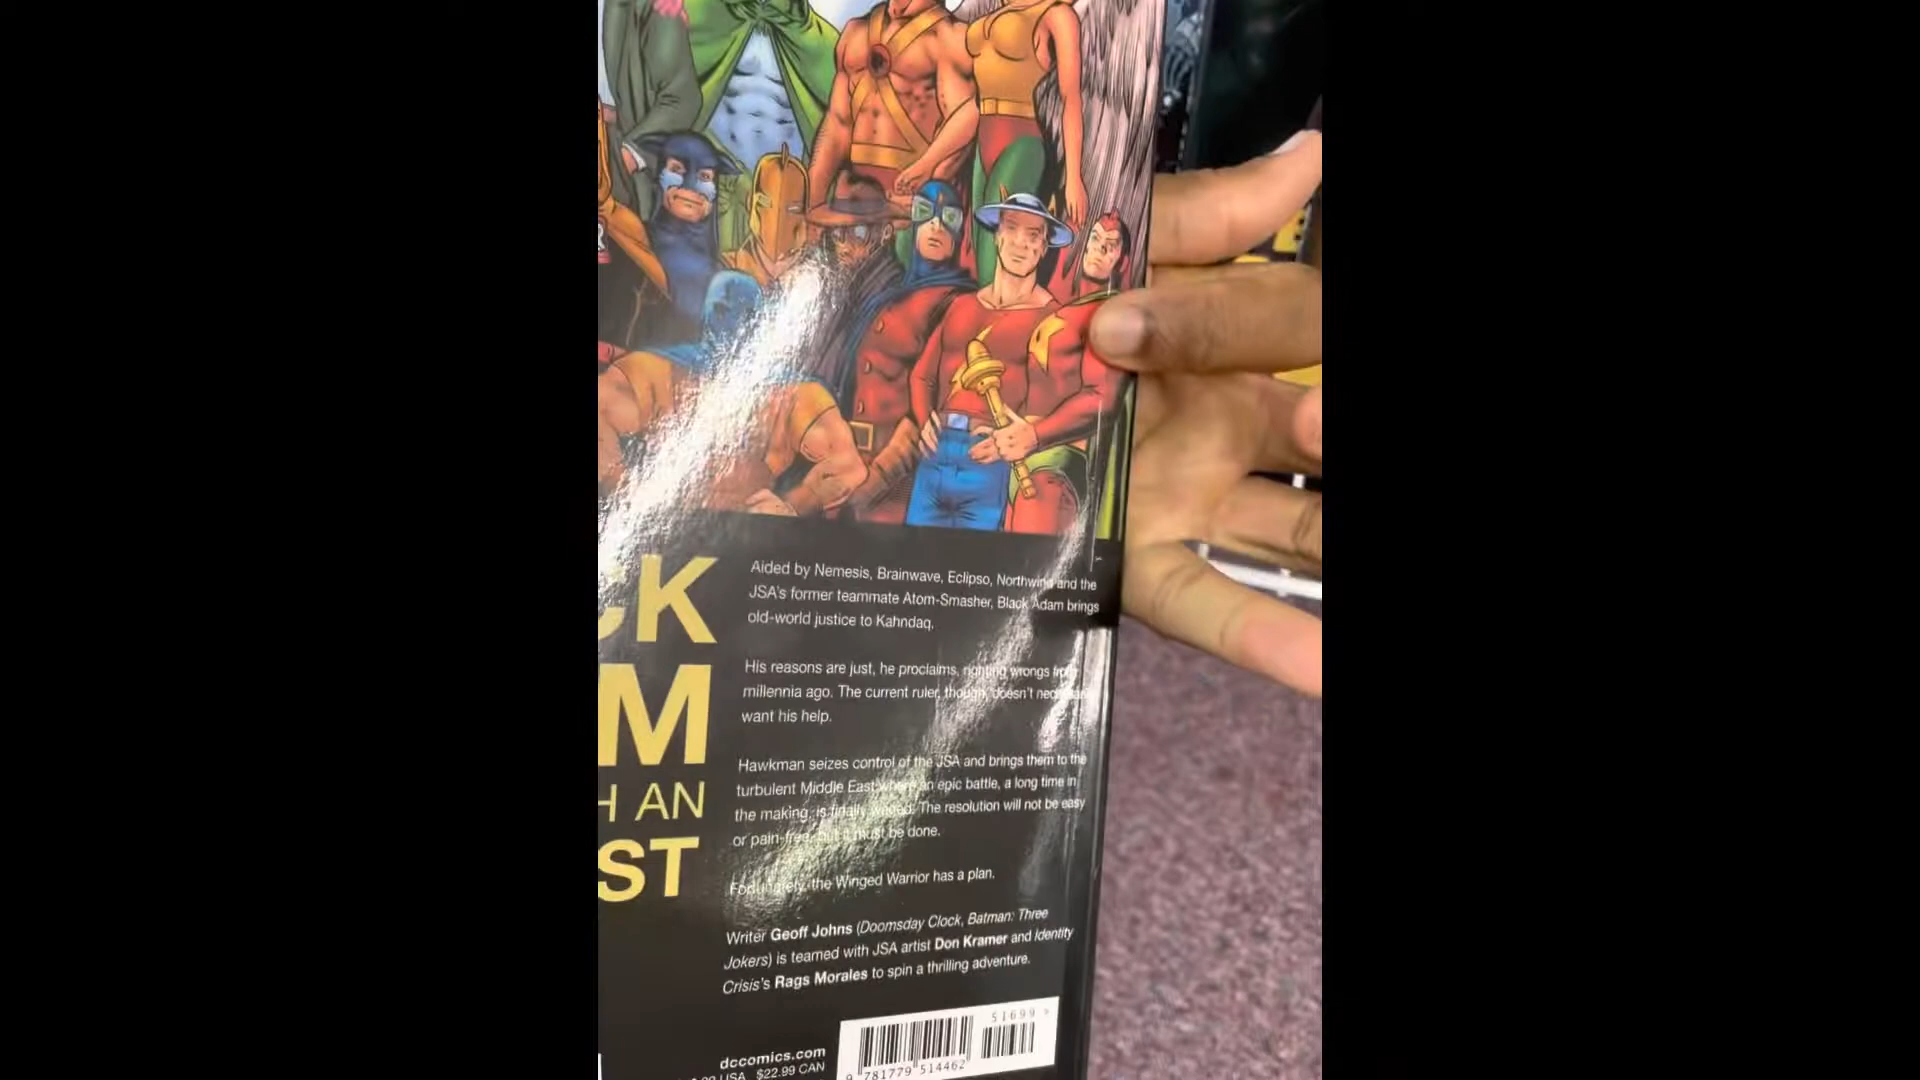 CK
M
H AN
ST
Aided by Nemesis, Brainwave, Eclipso, Northwind and the
JSA's former teammate Atom-Smasher, Black Adam brings
old-world justice to Kahndaq.
His reasons are just, he proclaims, righting wrongs from
millennia ago. The current ruler, though, doesn't necessarily
want his help.
Hawkman seizes control of the JSA and brings them to the
turbulent Middle East where an epic battle, a long time in
the making, is finally waged. The resolution will not be easy
or pain-free, but it must be done.
Fortunately, the Winged Warrior has a plan.
Writer Geoff Johns (Doomsday Clock, Batman: Three
Jokers) is teamed with JSA artist Don Kramer and Identity
Crisis's Rags Morales to spin a thrilling adventure.
51699 >
dccomics.com
USA $22.99 CAN
9 781779 514462